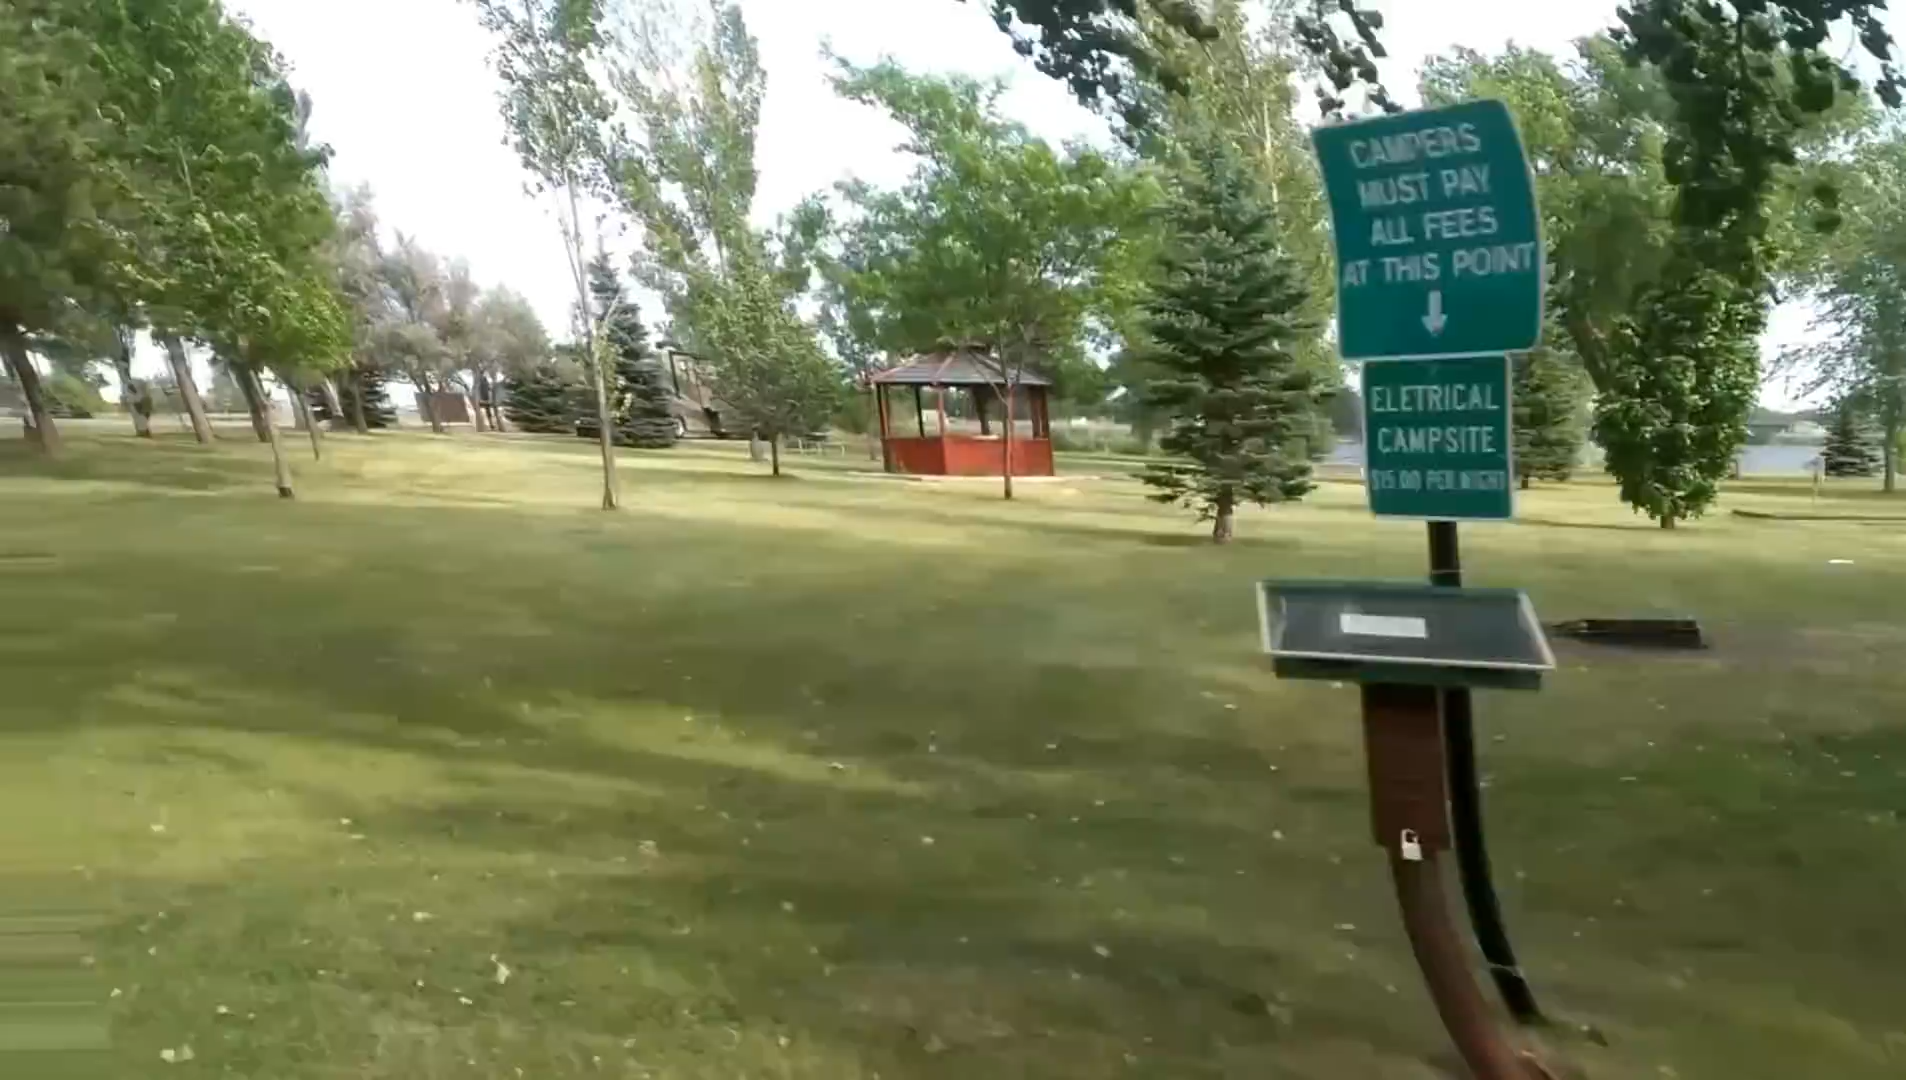 CAMPERS
MUST PAY
ALL FEES
AT THIS POINT
ELETRICAL
CAMPSITE
$15.00 PER NIGHT